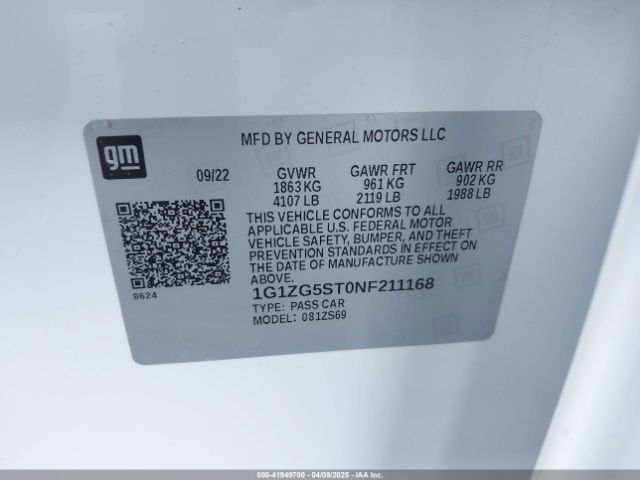 gm
MFD BY GENERAL MOTORS LLC
09/22 GVWR GAWR FRT GAWR RR
1863 KG 961 KG 902 KG
4107 LB 2119 LB 1988 LB
THIS VEHICLE CONFORMS TO ALL
APPLICABLE U.S. FEDERAL MOTOR
VEHICLE SAFETY, BUMPER, AND THEFT
PREVENTION STANDARDS IN EFFECT ON
THE DATE OF MANUFACTURE SHOWN
ABOVE.
8624
1G1ZG5ST0NF211168
TYPE: PASS CAR
MODEL: 081ZS69
000-41949700 - 04/09/2025 - IAAI.COM